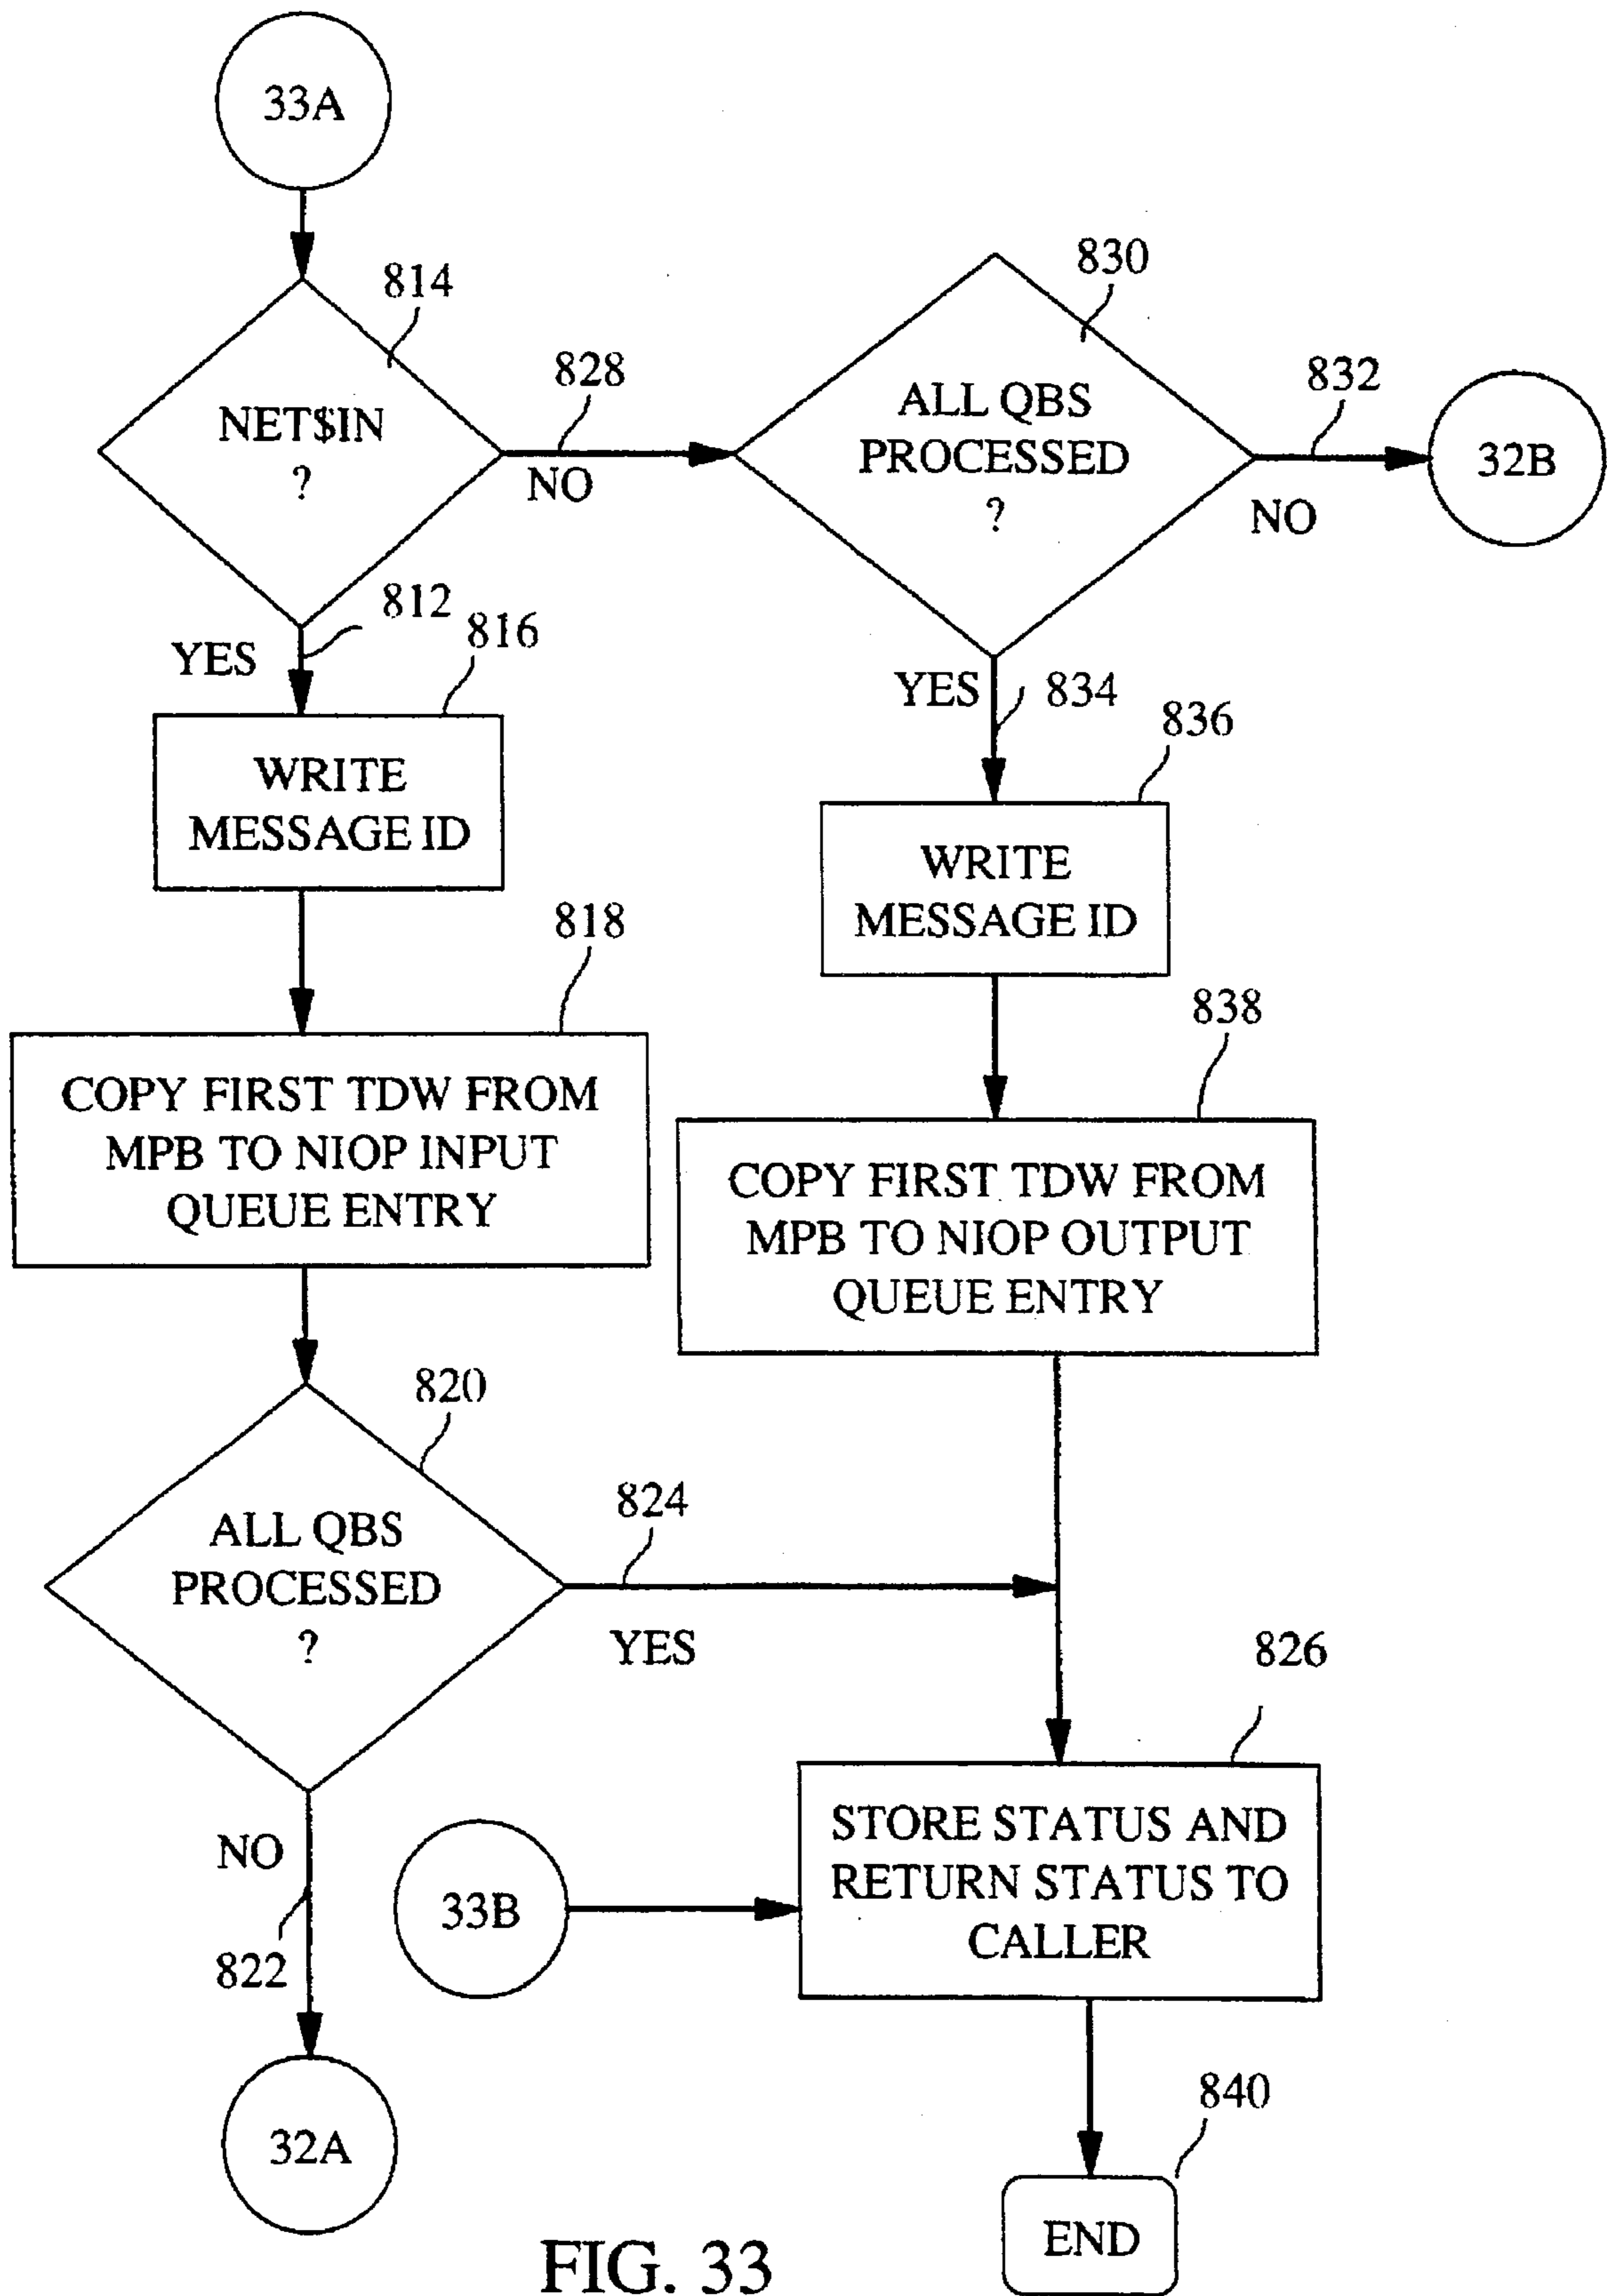 33A
814
NET$IN
?
828
NO
830
ALL QBS
PROCESSED
?
832
NO
32B
812
YES
816
WRITE
MESSAGE ID
YES
834
836
WRITE
MESSAGE ID
818
COPY FIRST TDW FROM
MPB TO NIOP INPUT
QUEUE ENTRY
838
COPY FIRST TDW FROM
MPB TO NIOP OUTPUT
QUEUE ENTRY
820
ALL QBS
PROCESSED
?
824
YES
826
STORE STATUS AND
RETURN STATUS TO
CALLER
NO
822
33B
32A
840
END
FIG. 33